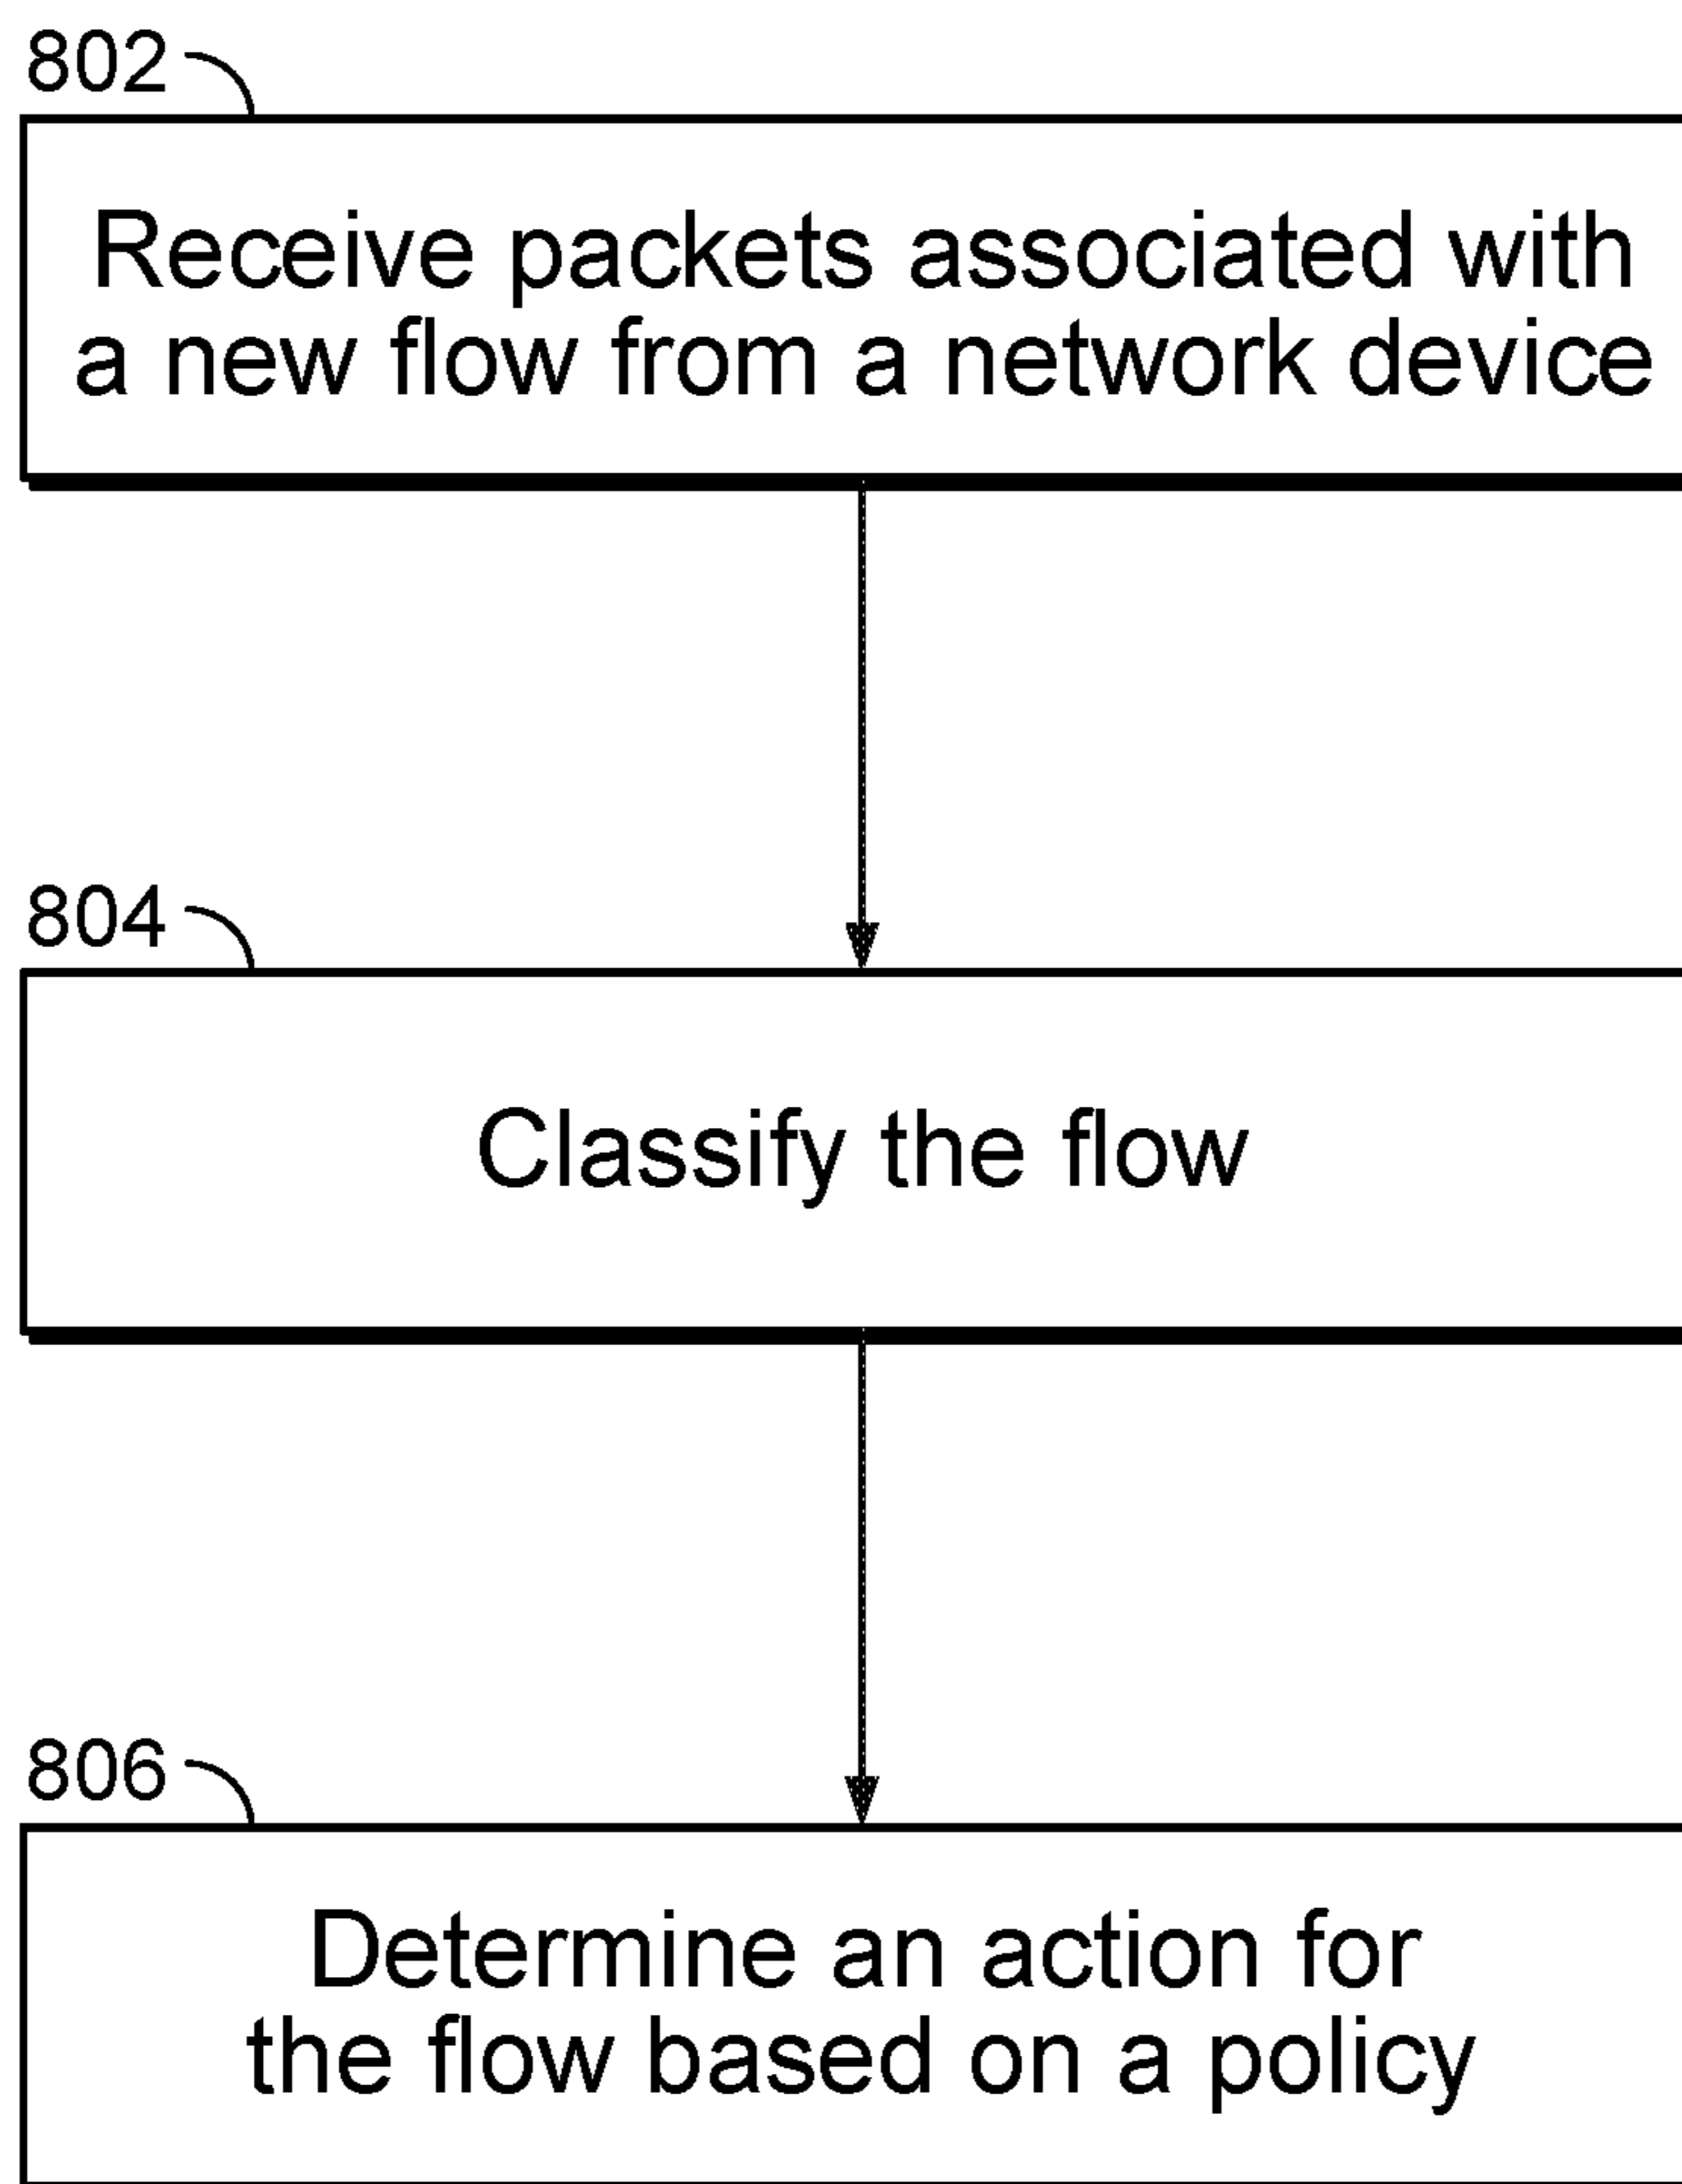 802
Receive packets associated with
a new flow from a network device
804
Classify the flow
806
Determine an action for
the flow based on a policy